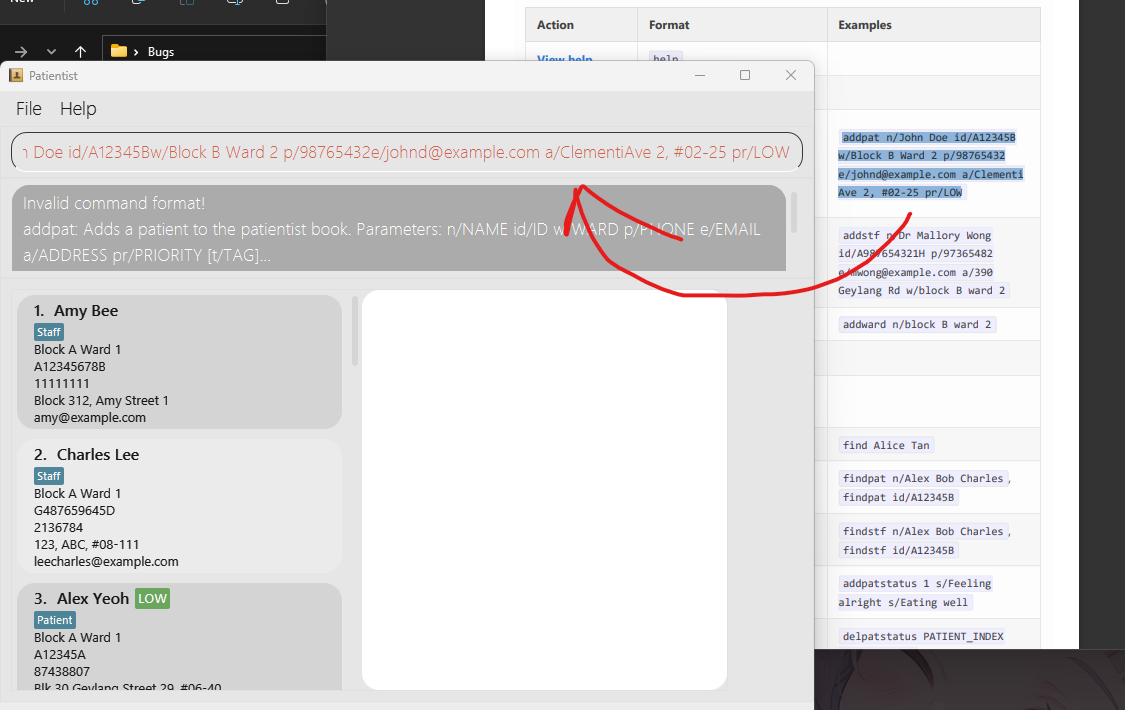 New
Bugs
Action Format Examples
View help help
Patientist
File Help
n Doe id/A12345Bw/Block B Ward 2 p/98765432e/johnd@example.com a/ClementiAve 2, #02-25 pr/LOW
Invalid command format!
addpat: Adds a patient to the patientist book. Parameters: n/NAME id/ID w/WARD p/PHONE e/EMAIL
a/ADDRESS pr/PRIORITY [t/TAG]...
1. Amy Bee
Staff
Block A Ward 1
A12345678B
11111111
Block 312, Amy Street 1
amy@example.com
2. Charles Lee
Staff
Block A Ward 1
G487659645D
2136784
123, ABC, #08-111
leecharles@example.com
3. Alex Yeoh LOW
Patient
Block A Ward 1
A12345A
87438807
Blk 30 Geylang Street 29, #06-40
addpat n/John Doe id/A12345B
w/Block B Ward 2 p/98765432
e/johnd@example.com a/Clementi
Ave 2, #02-25 pr/LOW
addstf n/Dr Mallory Wong
id/A987654321H p/97365482
e/mwong@example.com a/390
Geylang Rd w/block B ward 2
addward n/block B ward 2
find Alice Tan
findpat n/Alex Bob Charles,
findpat id/A12345B
findstf n/Alex Bob Charles,
findstf id/A12345B
addpatstatus 1 s/Feeling
alright s/Eating well
delpatstatus PATIENT_INDEX